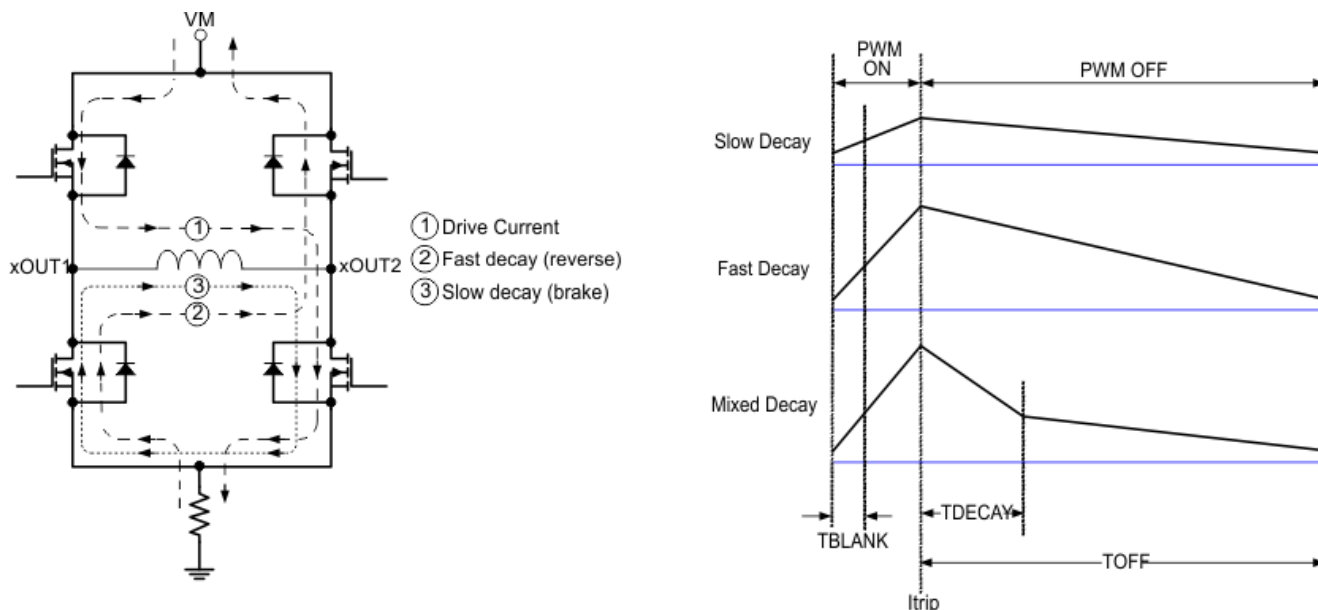 VM
xOUT1
xOUT2
1
3
2
1 Drive Current
2 Fast decay (reverse)
3 Slow decay (brake)
PWM
ON
PWM OFF
Slow Decay
Fast Decay
Mixed Decay
TDECAY
TBLANK
TOFF
Itrip